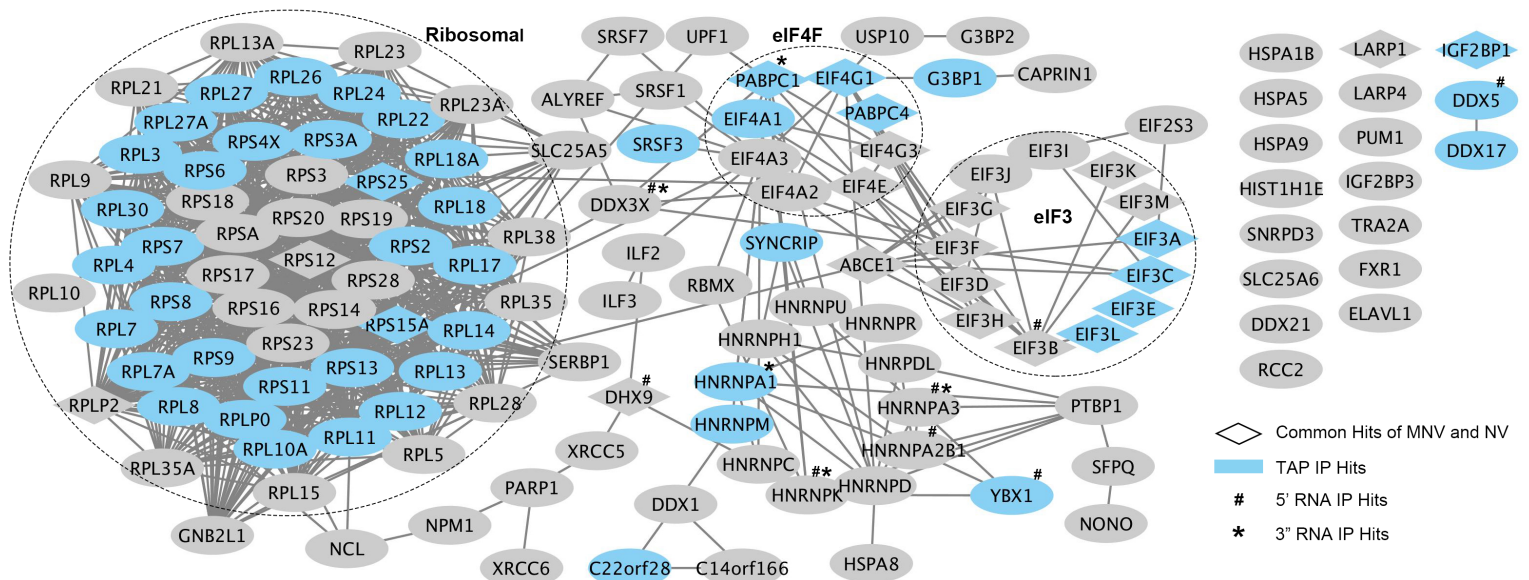 Ribosomal
RPL13A
RPL23
RPL21
RPL26
RPL27
RPL24
RPL23A
RPL27A
RPL22
RPS4X
RPS3A
RPL3
RPS6
RPS3
RPL18A
RPL9
RPS25
RPS18
RPL30
RPS20
RPS19
RPL18
RPSA
RPS7
RPS2
RPL38
RPL4
RPS12
RPL17
RPS17
RPS28
RPL10
RPS8
RPS16
RPS14
RPL35
RPL7
RPS15A
RPL14
RPS23
RPS9
RPS13
RPL7A
RPL13
SERBP1
RPS11
RPLP2
RPL8
RPLP0
RPL12
RPL28
RPL11
RPL10A
RPL5
RPL35A
RPL15
GNB2L1
NCL
NPM1
PARP1
XRCC5
XRCC6
SRSF7
UPF1
ALYREF
SRSF1
SLC25A5
SRSF3
DDX3X
#*
ILF2
ILF3
DHX9
#
RBMX
eIF4F
PABPC1
*
EIF4G1
EIF4A1
PABPC4
EIF4A3
EIF4G3
EIF4A2
EIF4E
USP10
G3BP2
G3BP1
CAPRIN1
SYNCRIP
ABCE1
eIF3
EIF2S3
EIF3I
EIF3J
EIF3K
EIF3G
EIF3M
EIF3F
EIF3A
EIF3C
EIF3D
EIF3E
EIF3H
EIF3L
EIF3B
#
HNRNPU
HNRNPR
HNRNPH1
HNRPDL
HNRNPA1
*
HNRNPA3
#*
PTBP1
HNRNPM
HNRNPA2B1
#
HNRNPC
HNRNPK
#*
HNRNPD
YBX1
#
SFPQ
NONO
HSPA8
DDX1
C22orf28
C14orf166
HSPA1B
HSPA5
HSPA9
HIST1H1E
SNRPD3
SLC25A6
DDX21
RCC2
LARP1
LARP4
PUM1
IGF2BP3
TRA2A
FXR1
ELAVL1
IGF2BP1
DDX5
#
DDX17
Common Hits of MNV and NV
TAP IP Hits
# 5' RNA IP Hits
* 3" RNA IP Hits